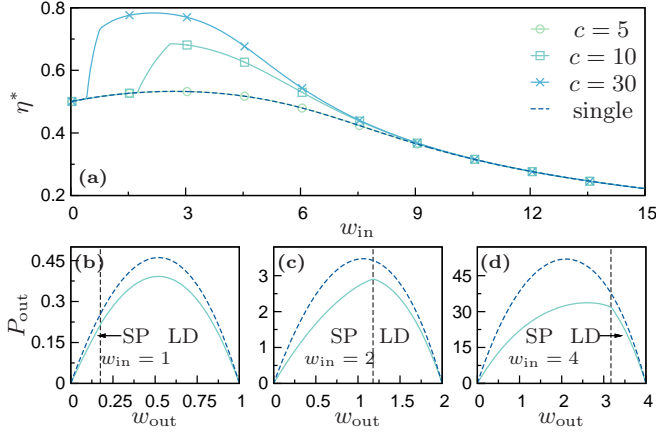 0.8
0.6
0.4
0.2
η*
(a)
c = 5
c = 10
c = 30
single
0 3 6 9 12 15
w_in
(b) (c) (d)
P_out
0.45
0.3
0.15
0
SP LD
w_in = 1
0 0.25 0.5 0.75 1
w_out
3
2
1
0
SP LD
w_in = 2
0 0.5 1.0 1.5 2
w_out
45
30
15
0
SP LD
w_in = 4
0 1 2 3 4
w_out